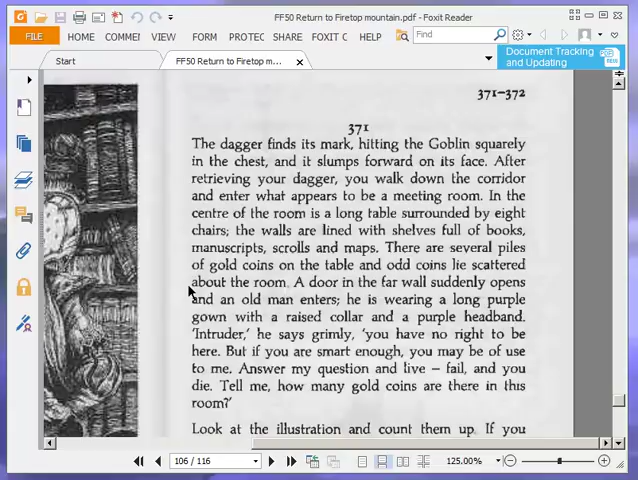 FF50 Return to Firetop mountain.pdf - Foxit Reader
FILE HOME COMMEI VIEW FORM PROTEC SHARE FOXIT C HELP Find
Document Tracking
and Updating
Start FF50 Return to Firetop m...
371–372
371
The dagger finds its mark, hitting the Goblin squarely
in the chest, and it slumps forward on its face. After
retrieving your dagger, you walk down the corridor
and enter what appears to be a meeting room. In the
centre of the room is a long table surrounded by eight
chairs; the walls are lined with shelves full of books,
manuscripts, scrolls and maps. There are several piles
of gold coins on the table and odd coins lie scattered
about the room. A door in the far wall suddenly opens
and an old man enters; he is wearing a long purple
gown with a raised collar and a purple headband.
'Intruder,' he says grimly, 'you have no right to be
here. But if you are smart enough, you may be of use
to me. Answer my question and live – fail, and you
die. Tell me, how many gold coins are there in this
room?'
Look at the illustration and count them up. If you
106 / 116 125.00%